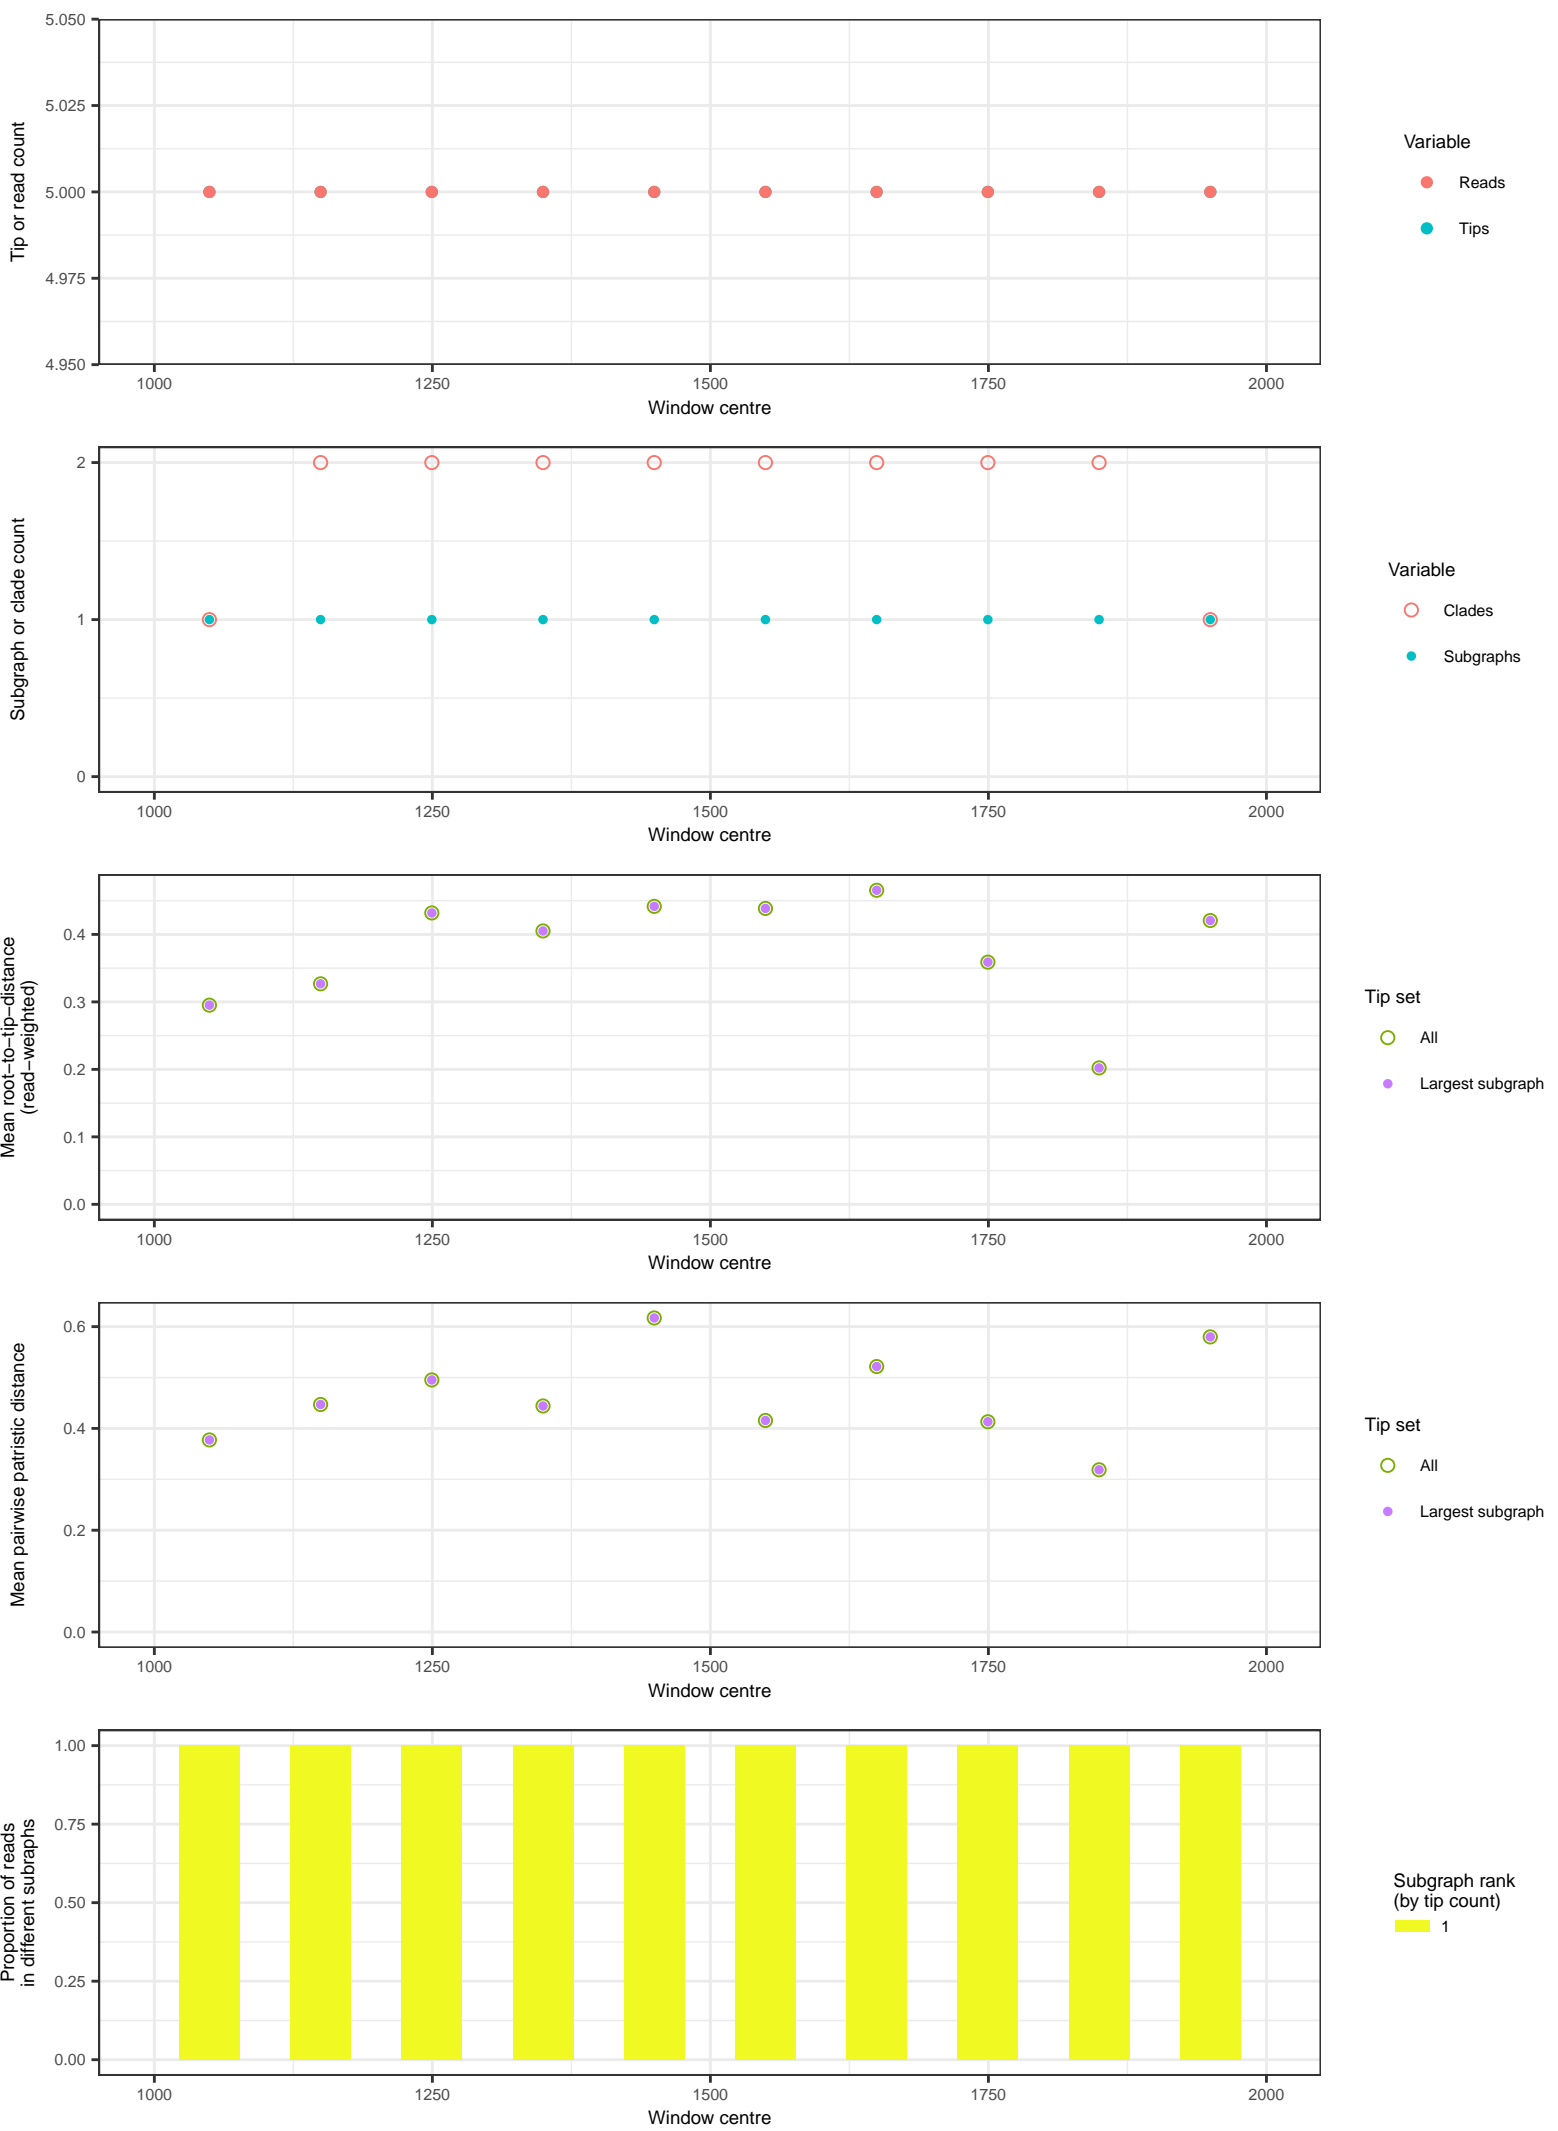 5.050
5.025
5.000
4.975
4.950
Tip or read count
1000 1250 1500 1750 2000
Window centre
Variable
Reads
Tips
2
1
0
Subgraph or clade count
1000 1250 1500 1750 2000
Window centre
Variable
Clades
Subgraphs
0.4
0.3
0.2
0.1
0.0
Mean root−to−tip−distance
(read−weighted)
1000 1250 1500 1750 2000
Window centre
Tip set
All
Largest subgraph
0.6
0.4
0.2
0.0
Mean pairwise patristic distance
1000 1250 1500 1750 2000
Window centre
Tip set
All
Largest subgraph
1.00
0.75
0.50
0.25
0.00
Proportion of reads
in different subraphs
1000 1250 1500 1750 2000
Window centre
Subgraph rank
(by tip count)
1